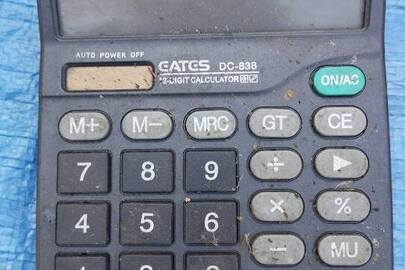 AUTO POWER OFF
EATES DC-838
12-DIGIT CALCULATOR
ON/AC
M+ M− MRC GT CE
7 8 9 ÷ ▶
4 5 6 × %
− MU